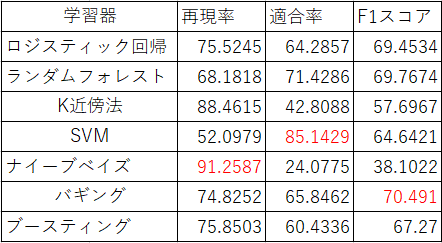 学習器 再現率 適合率 F1スコア
ロジスティック回帰 75.5245 64.2857 69.4534
ランダムフォレスト 68.1818 71.4286 69.7674
K近傍法 88.4615 42.8088 57.6967
SVM 52.0979 85.1429 64.6421
ナイーブベイズ 91.2587 24.0775 38.1022
バギング 74.8252 65.8462 70.491
ブースティング 75.8503 60.4336 67.27